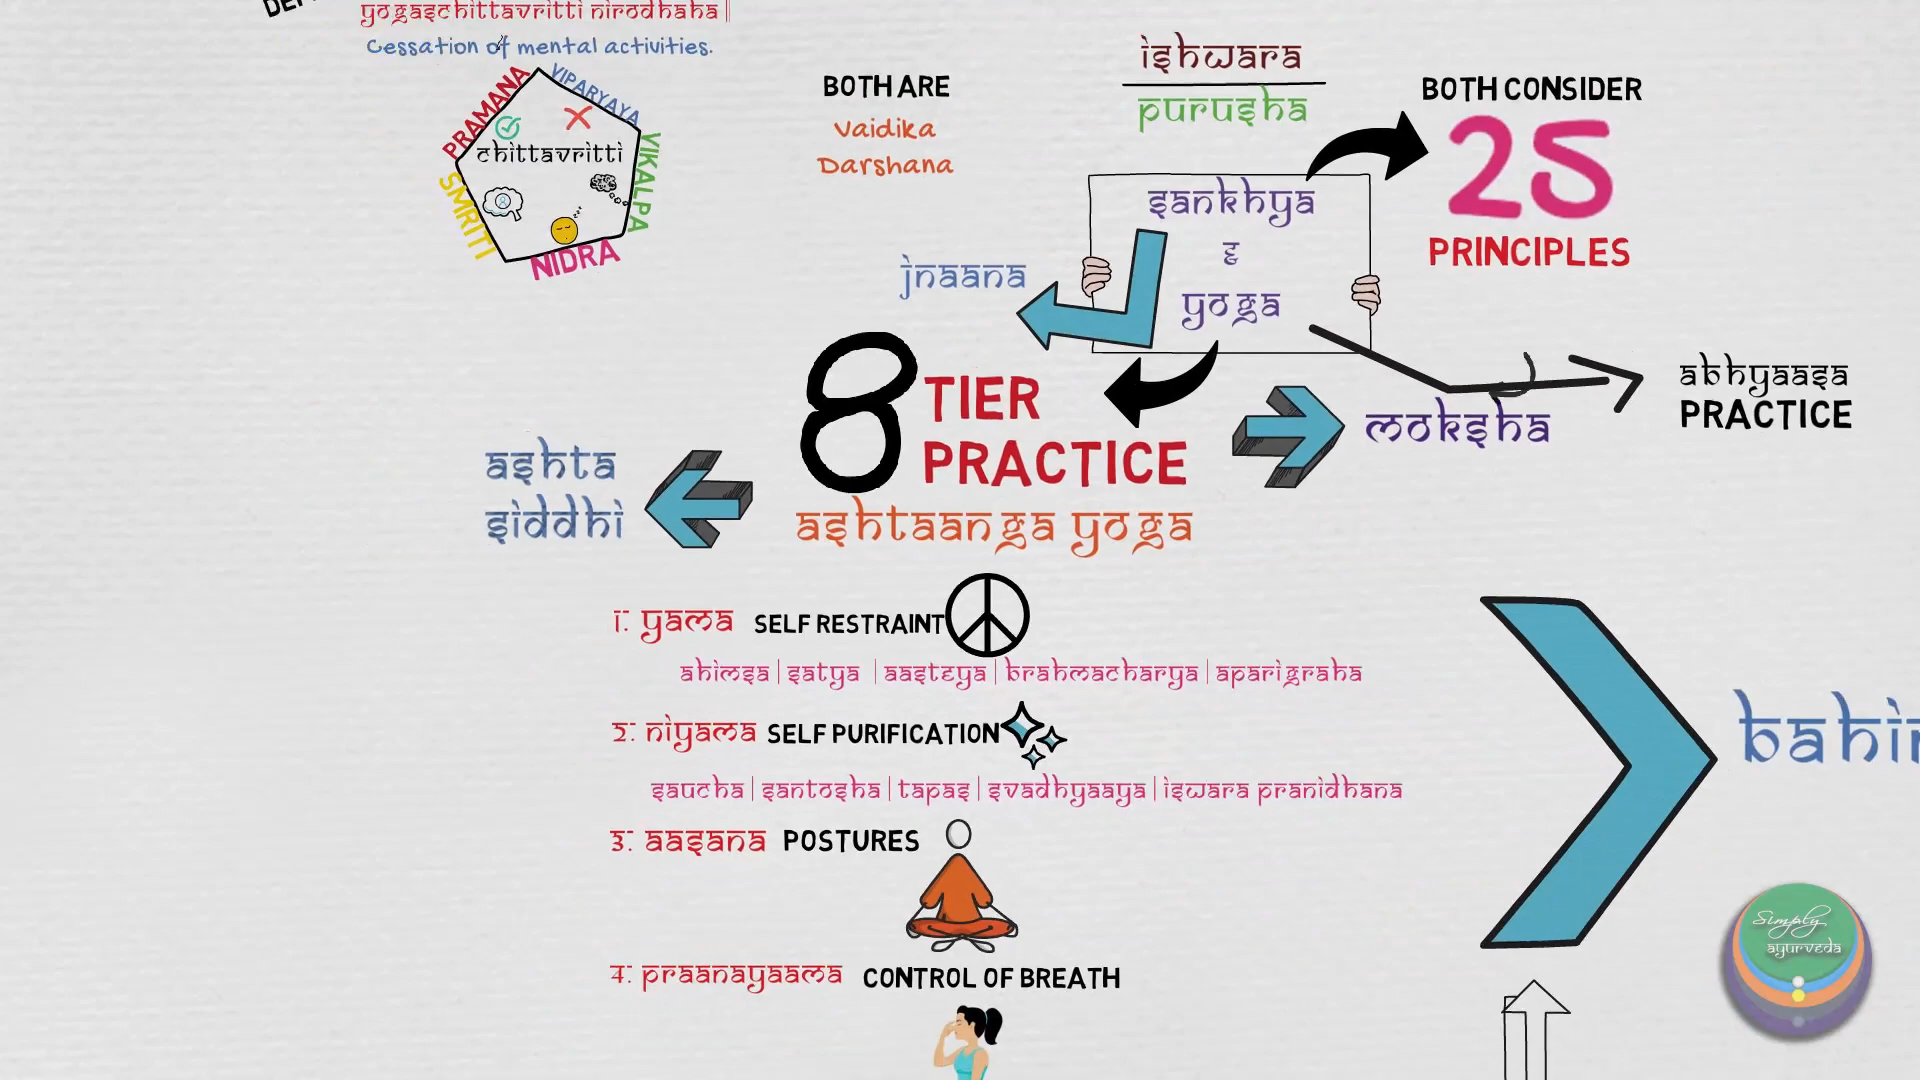 yogaschittavritti nirodhaha||
Cessation of mental activities.
PRAMANA
VIPARYAYA
VIKALPA
NIDRA
SMRITI
chittavritti
BOTH ARE
Vaidika
Darshana
ishwara
purusha
BOTH CONSIDER
25
PRINCIPLES
sankhya
&
yoga
jnaana
8 TIER
PRACTICE
ashtaanga yoga
moksha
abhyaasa
PRACTICE
ashta
siddhi
1. yama SELF RESTRAINT
ahimsa|satya |aasteya|brahmacharya|aparigraha
2. niyama SELF PURIFICATION
saucha|santosha|tapas|svadhyaaya|iswara pranidhana
3. aasana POSTURES
4. praanayaama CONTROL OF BREATH
Simply
ayurveda